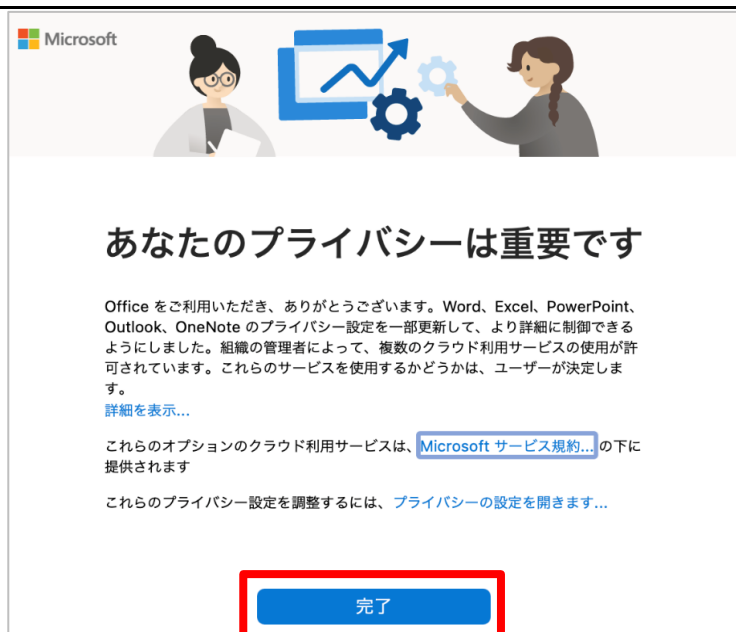 Microsoft
あなたのプライバシーは重要です
Office をご利用いただき、ありがとうございます。Word、Excel、PowerPoint、
Outlook、OneNote のプライバシー設定を一部更新して、より詳細に制御できる
ようにしました。組織の管理者によって、複数のクラウド利用サービスの使用が許
可されています。これらのサービスを使用するかどうかは、ユーザーが決定しま
す。
詳細を表示...
これらのオプションのクラウド利用サービスは、Microsoft サービス規約... の下に
提供されます
これらのプライバシー設定を調整するには、プライバシーの設定を開きます...
完了